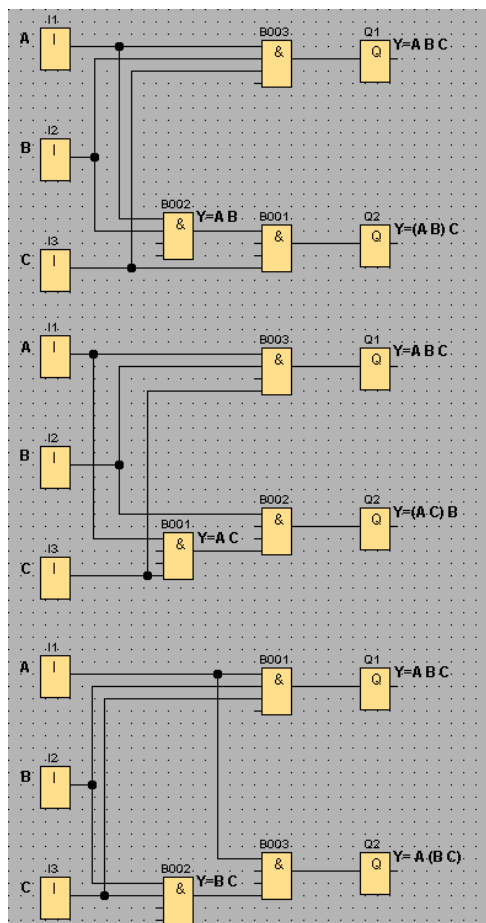 I1 B003 Q1
A I & Q Y=A B C
I2
B I
B002 B001 Q2
& Y=A B & Q Y=(A B) C
I3
C I
I1 B003 Q1
A I & Q Y=A B C
I2
B I
B002 Q2
B001 & Q Y=(A C) B
& Y=A C
I3
C I
I1 B001 Q1
A I & Q Y=A B C
I2
B I
B003 Q2
& Q Y= A (B C)
I3 B002
C I & Y=B C